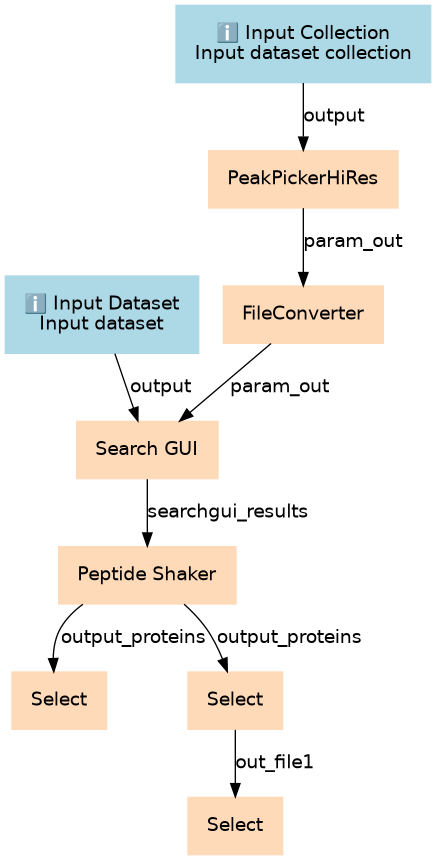 ℹ️ Input Collection
Input dataset collection
output
PeakPickerHiRes
param_out
ℹ️ Input Dataset
Input dataset
FileConverter
output
param_out
Search GUI
searchgui_results
Peptide Shaker
output_proteins
output_proteins
Select
Select
out_file1
Select